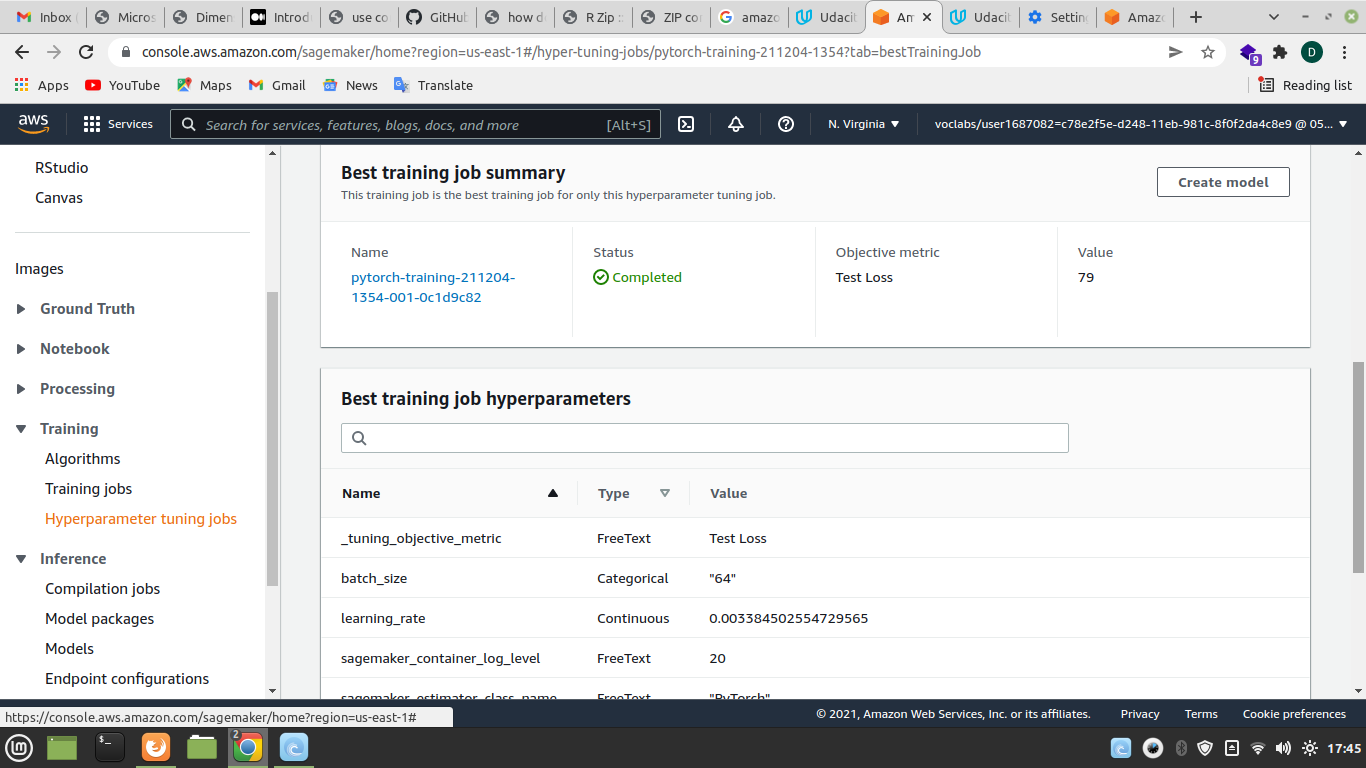 Inbox (
Micros
Dimen
Introd
use co
GitHub
how do
R Zip ::
ZIP co
amazo
Udacit
Am
Udacit
Settin
Amazo
console.aws.amazon.com/sagemaker/home?region=us-east-1#/hyper-tuning-jobs/pytorch-training-211204-1354?tab=bestTrainingJob
9
D
Apps
YouTube
Maps
Gmail
News
Translate
Reading list
aws
Services
Search for services, features, blogs, docs, and more
[Alt+S]
N. Virginia
voclabs/user1687082=c78e2f5e-d248-11eb-981c-8f0f2da4c8e9 @ 05...
RStudio
Canvas
Images
Ground Truth
Notebook
Processing
Training
Algorithms
Training jobs
Hyperparameter tuning jobs
Inference
Compilation jobs
Model packages
Models
Endpoint configurations
Best training job summary
This training job is the best training job for only this hyperparameter tuning job.
Create model
Name
pytorch-training-211204-
1354-001-0c1d9c82
Status
Completed
Objective metric
Test Loss
Value
79
Best training job hyperparameters
Name
Type
Value
_tuning_objective_metric
FreeText
Test Loss
batch_size
Categorical
"64"
learning_rate
Continuous
0.003384502554729565
sagemaker_container_log_level
FreeText
20
sagemaker_estimator_class_name
FreeText
"PyTorch"
https://console.aws.amazon.com/sagemaker/home?region=us-east-1#
© 2021, Amazon Web Services, Inc. or its affiliates.
Privacy
Terms
Cookie preferences
$_
2
17:45